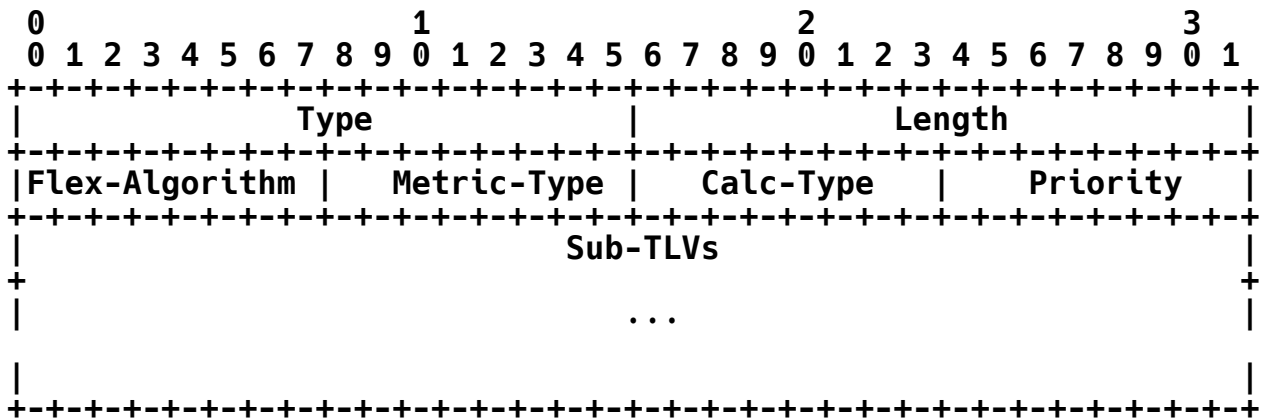 0                   1                   2                   3
 0 1 2 3 4 5 6 7 8 9 0 1 2 3 4 5 6 7 8 9 0 1 2 3 4 5 6 7 8 9 0 1
+-+-+-+-+-+-+-+-+-+-+-+-+-+-+-+-+-+-+-+-+-+-+-+-+-+-+-+-+-+-+-+-+
|              Type             |             Length            |
+-+-+-+-+-+-+-+-+-+-+-+-+-+-+-+-+-+-+-+-+-+-+-+-+-+-+-+-+-+-+-+-+
|Flex-Algorithm |   Metric-Type |   Calc-Type   |    Priority   |
+-+-+-+-+-+-+-+-+-+-+-+-+-+-+-+-+-+-+-+-+-+-+-+-+-+-+-+-+-+-+-+-+
|                            Sub-TLVs                           |
+                                                               +
|                               ...                             |

|                                                               |
+-+-+-+-+-+-+-+-+-+-+-+-+-+-+-+-+-+-+-+-+-+-+-+-+-+-+-+-+-+-+-+-+